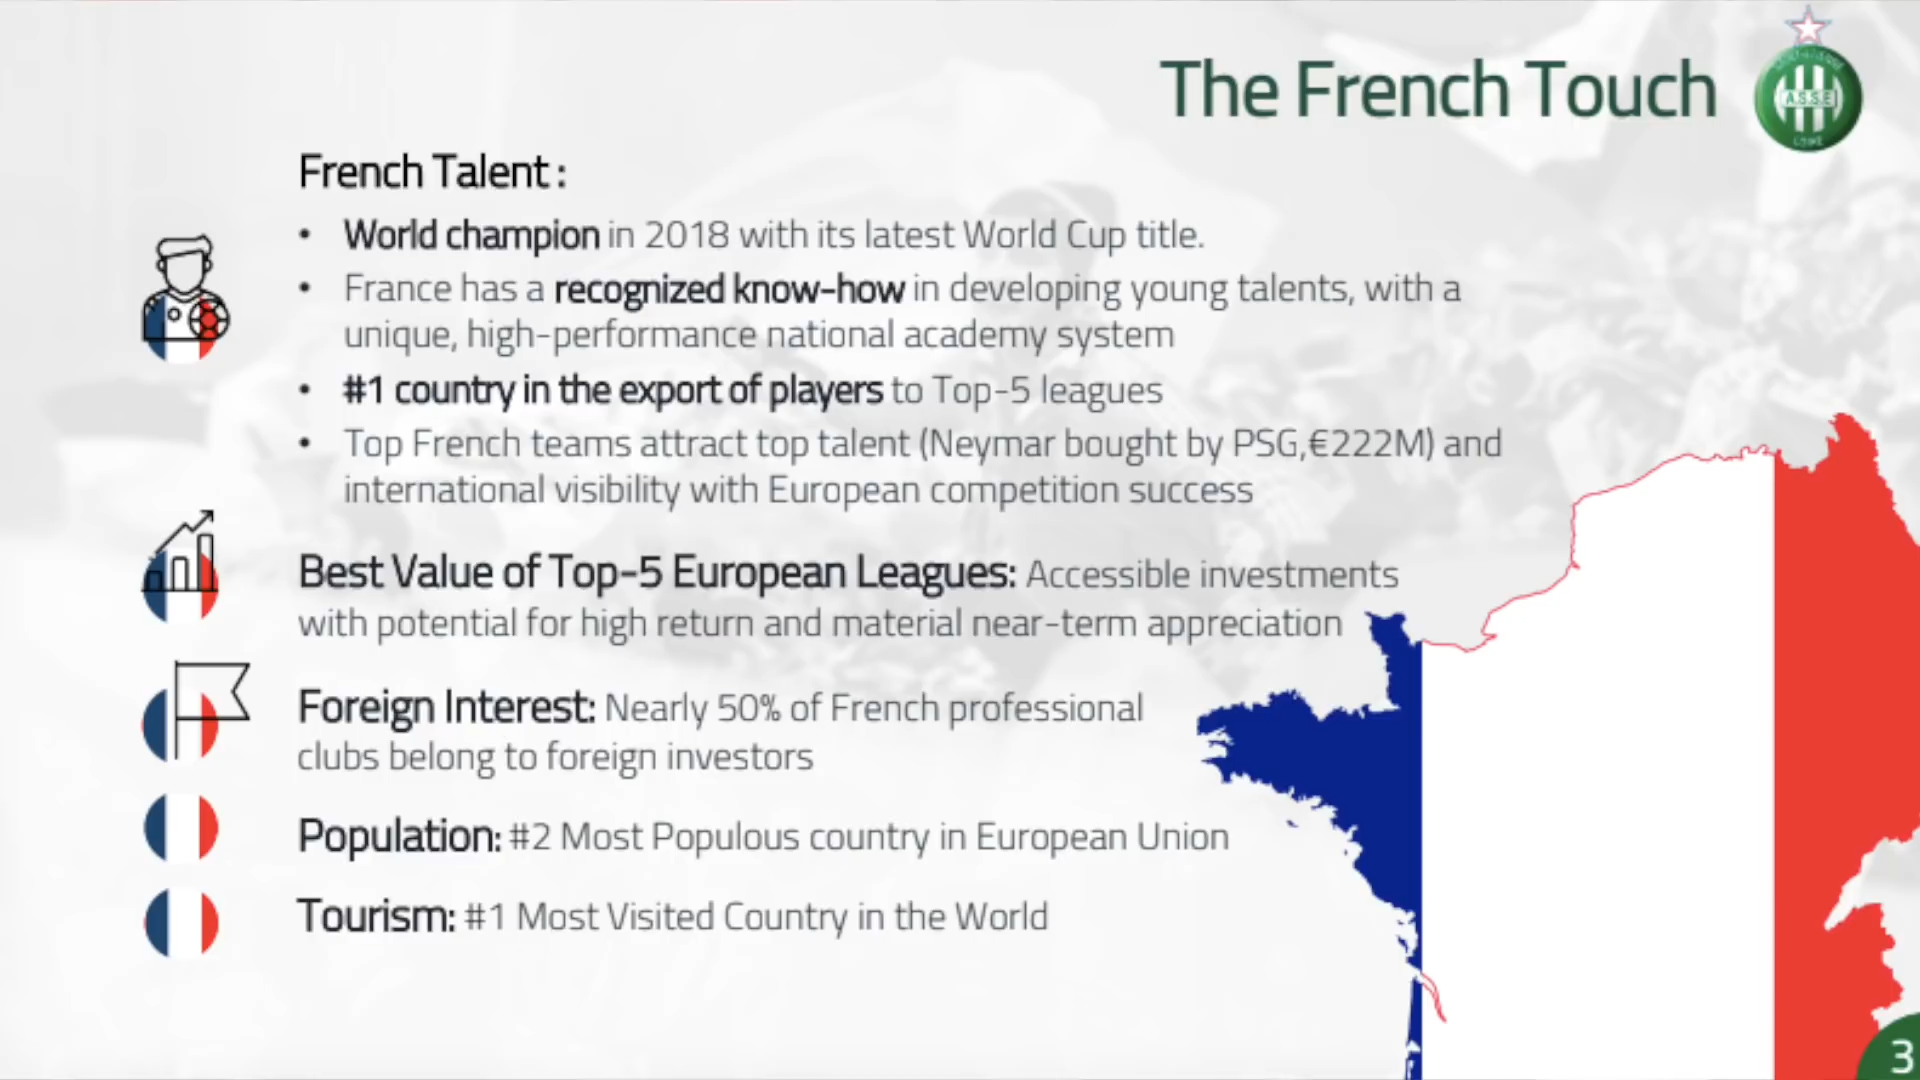 The French Touch
A.S.S.E
LOIRE
French Talent :
• World champion in 2018 with its latest World Cup title.
• France has a recognized know-how in developing young talents, with a
unique, high-performance national academy system
• #1 country in the export of players to Top-5 leagues
• Top French teams attract top talent (Neymar bought by PSG,€222M) and
international visibility with European competition success
Best Value of Top-5 European Leagues: Accessible investments
with potential for high return and material near-term appreciation
Foreign Interest: Nearly 50% of French professional
clubs belong to foreign investors
Population: #2 Most Populous country in European Union
Tourism: #1 Most Visited Country in the World
3